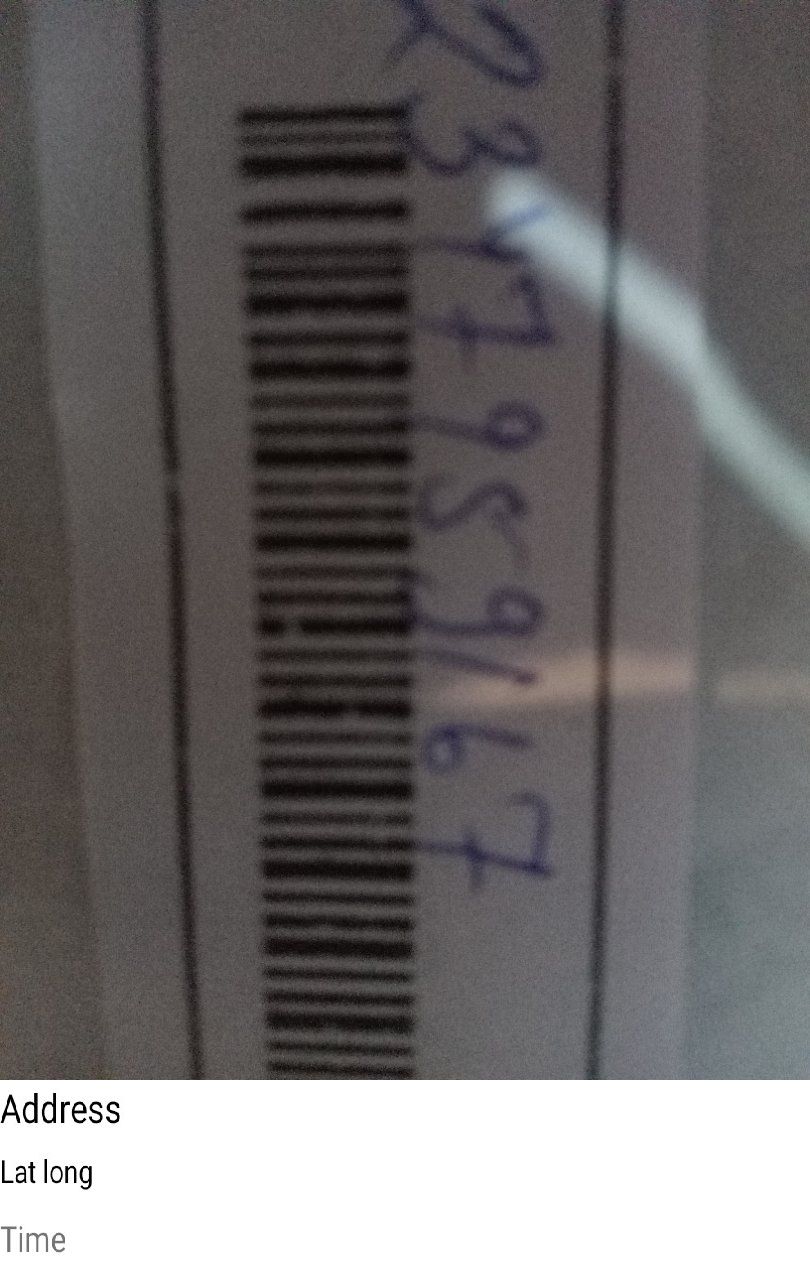 2347959167
Address
Lat long
Time